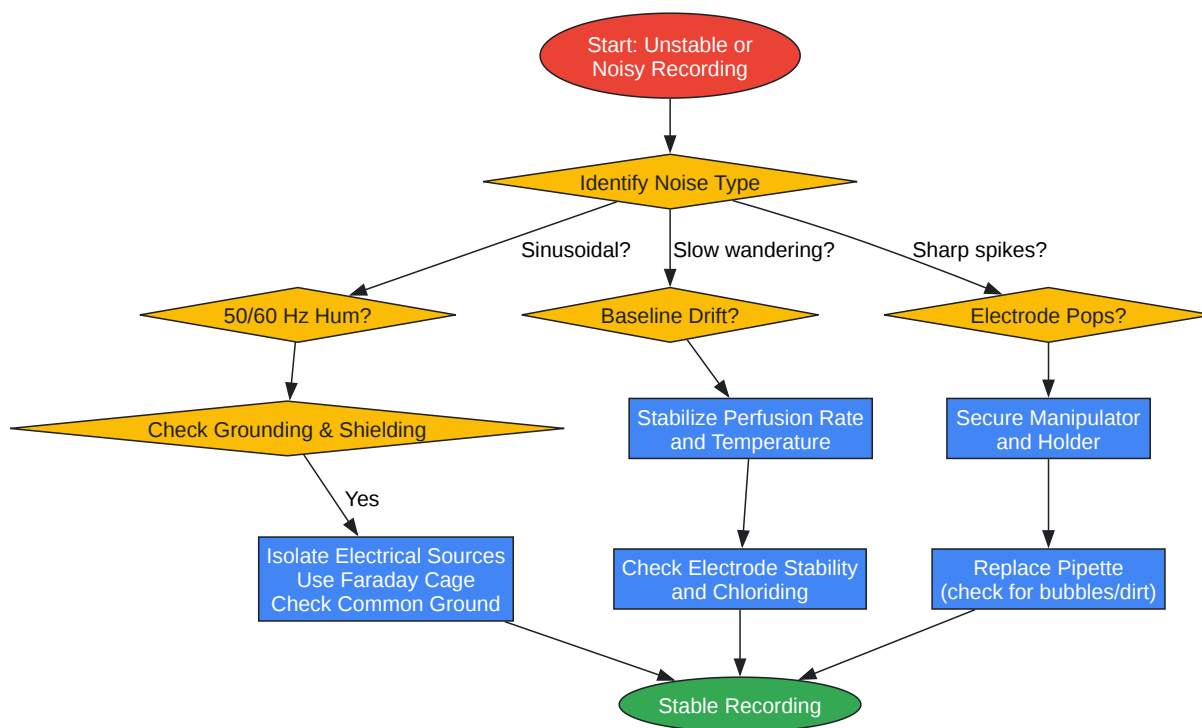 Start: Unstable or
Noisy Recording
Identify Noise Type
Sinusoidal?
Slow wandering?
Sharp spikes?
50/60 Hz Hum?
Baseline Drift?
Electrode Pops?
Check Grounding & Shielding
Stabilize Perfusion Rate
and Temperature
Secure Manipulator
and Holder
Yes
Isolate Electrical Sources
Use Faraday Cage
Check Common Ground
Check Electrode Stability
and Chloriding
Replace Pipette
(check for bubbles/dirt)
Stable Recording